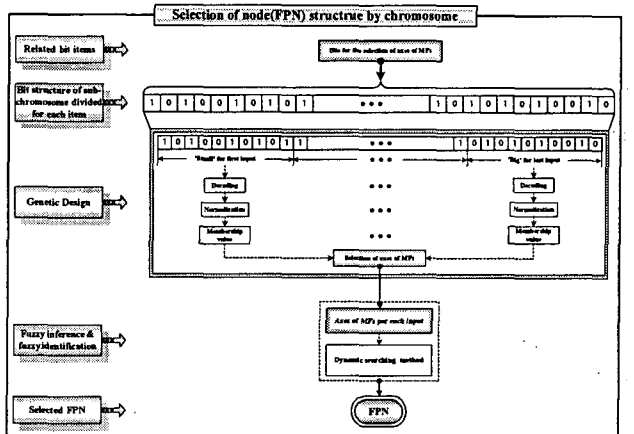 Selection of node(FPN) structrue by chromosome
Related bit items
Bits for the selection of axes of MFs
Bit structure of sub-
chromosome divided
for each item
1 0 1 0 0 1 0 1 0 1 • • • 1 0 1 0 1 0 1 0 0 1 0
1 0 1 0 0 1 0 1 0 1 1 • • • 1 0 1 0 1 0 1 0 0 1 0
"Small" for first input • • • "Big" for last input
Genetic Design
Decoding • • • Decoding
Normalization • • • Normalization
Membership
value
• • •
Membership
value
Selection of axes of MFs
Fuzzy inference &
fuzzy identification
Axes of MFs per each input
Dynamic searching method
Selected FPN
FPN